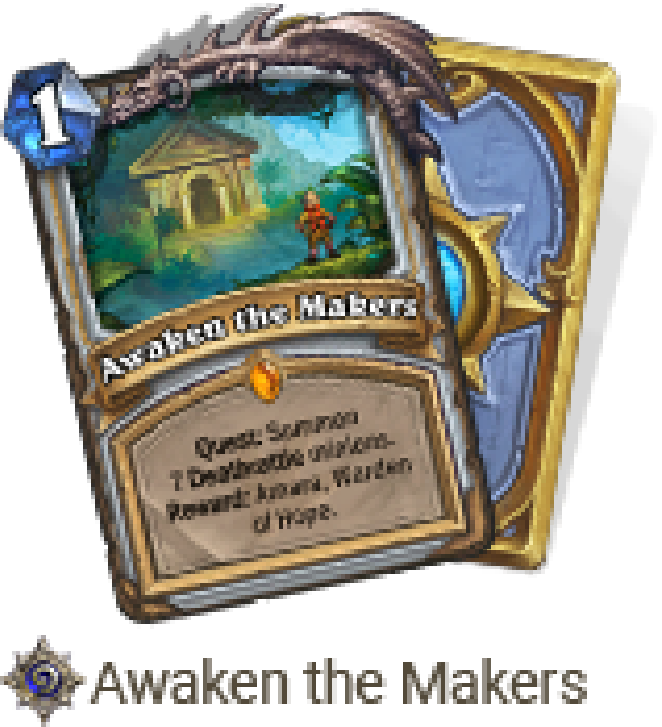 1
Awaken the Makers
Quest: Summon
7 Deathrattle minions.
Reward: Amara, Warden
of Hope.
Awaken the Makers